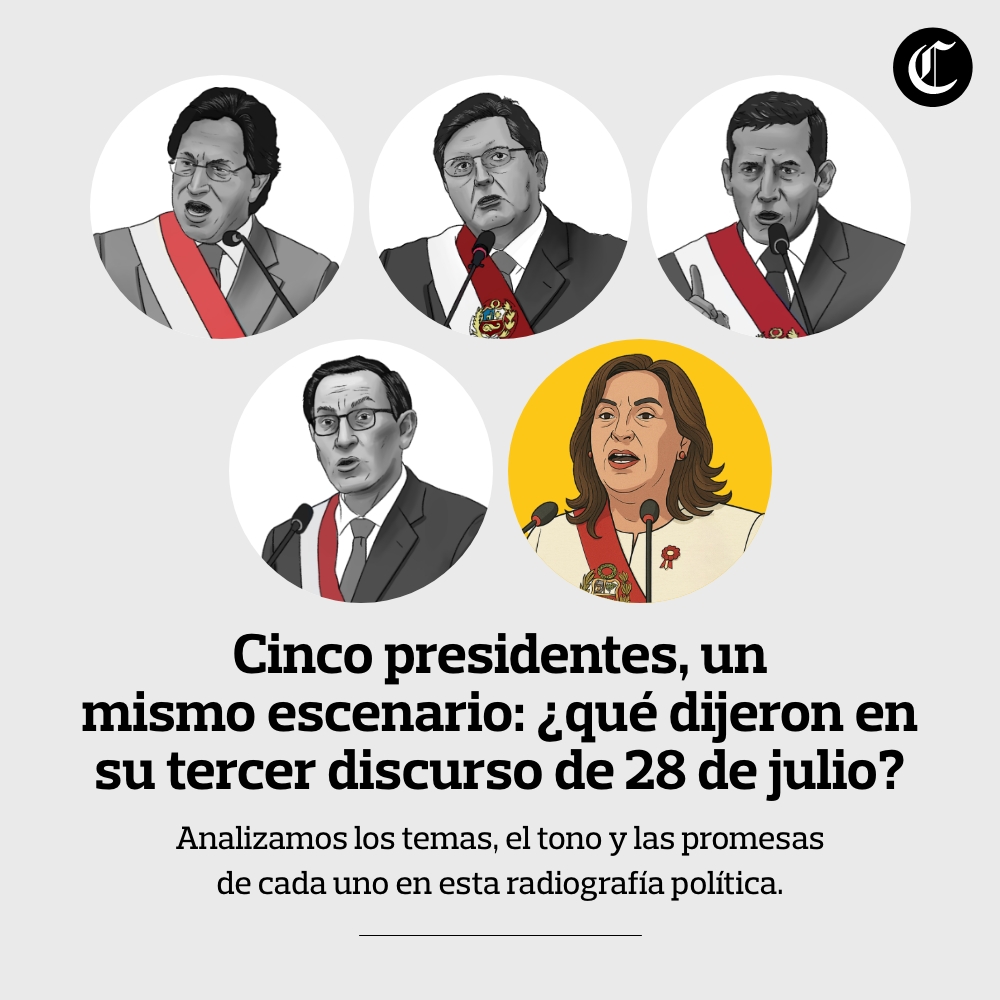 C
Cinco presidentes, un
mismo escenario: ¿qué dijeron en
su tercer discurso de 28 de julio?
Analizamos los temas, el tono y las promesas
de cada uno en esta radiografía política.